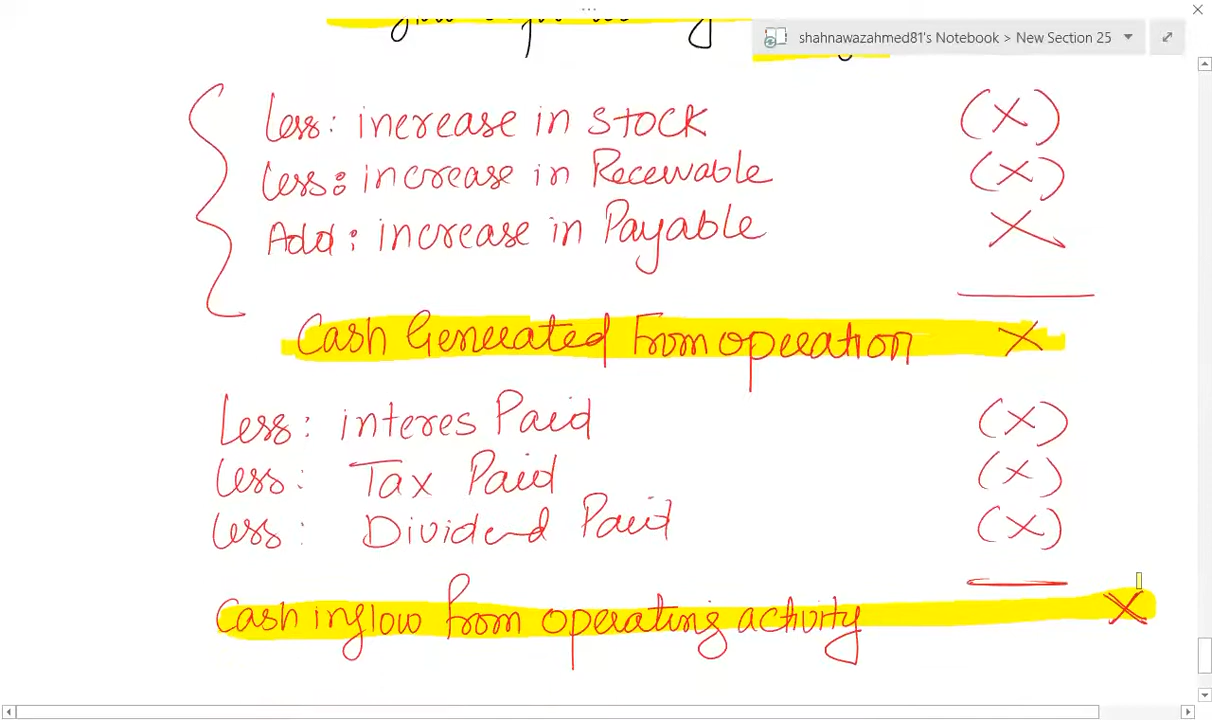 shahnawazahmed81's Notebook > New Section 25
Less: increase in STOCK (X)
Less: increase in Receivable (X)
Add: increase in Payable X
Cash Generated From operation X
Less: interes Paid (X)
Less: Tax Paid (X)
Less: Dividend Paid (X)
Cash inflow from operating activity X